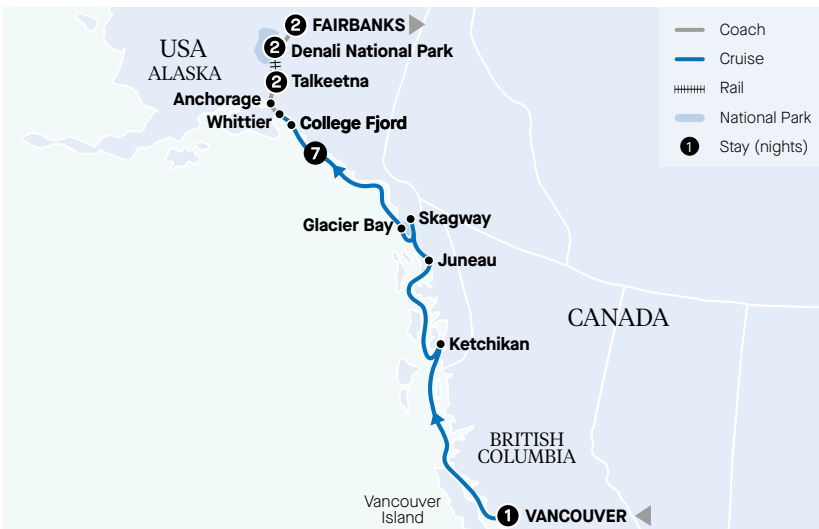 2 FAIRBANKS
USA
ALASKA
2 Denali National Park
2 Talkeetna
Anchorage
Whittier
College Fjord
7
Glacier Bay
Skagway
Juneau
Ketchikan
CANADA
BRITISH
COLUMBIA
Vancouver
Island
1 VANCOUVER
Coach
Cruise
Rail
National Park
1 Stay (nights)